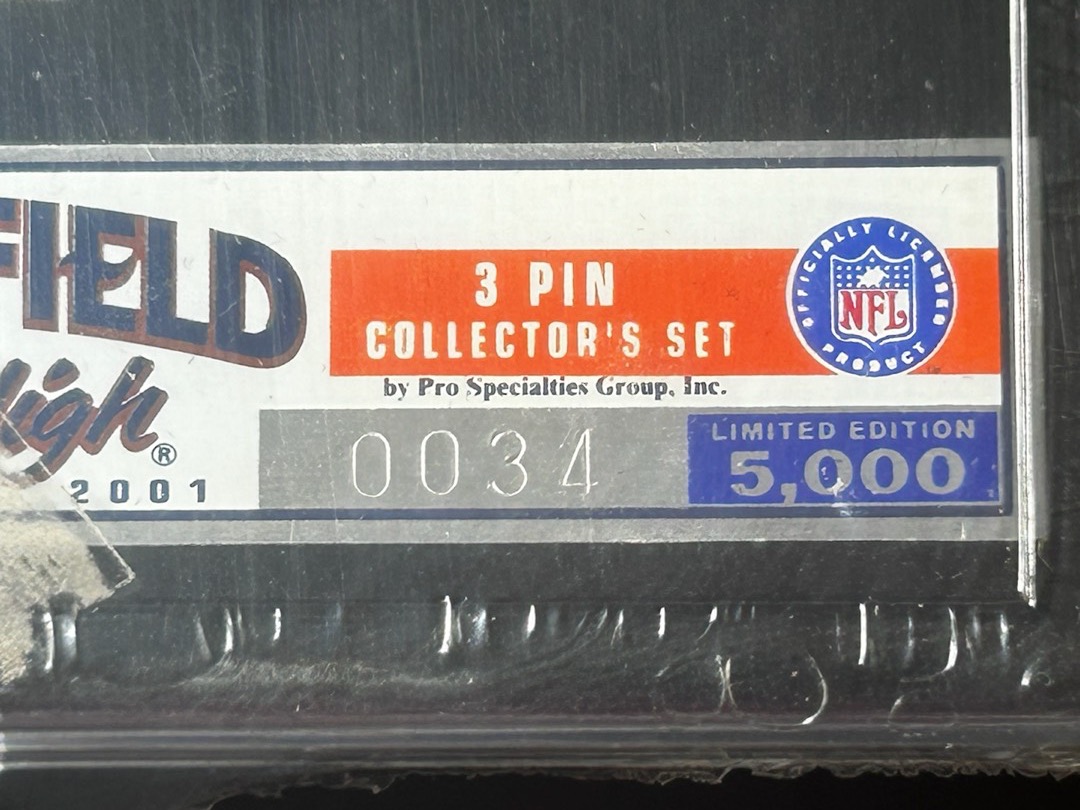 FIELD
High®
2001
3 PIN
COLLECTOR'S SET
by Pro Specialties Group, Inc.
OFFICIALLY LICENSED
NFL
PRODUCT
0034
LIMITED EDITION
5,000